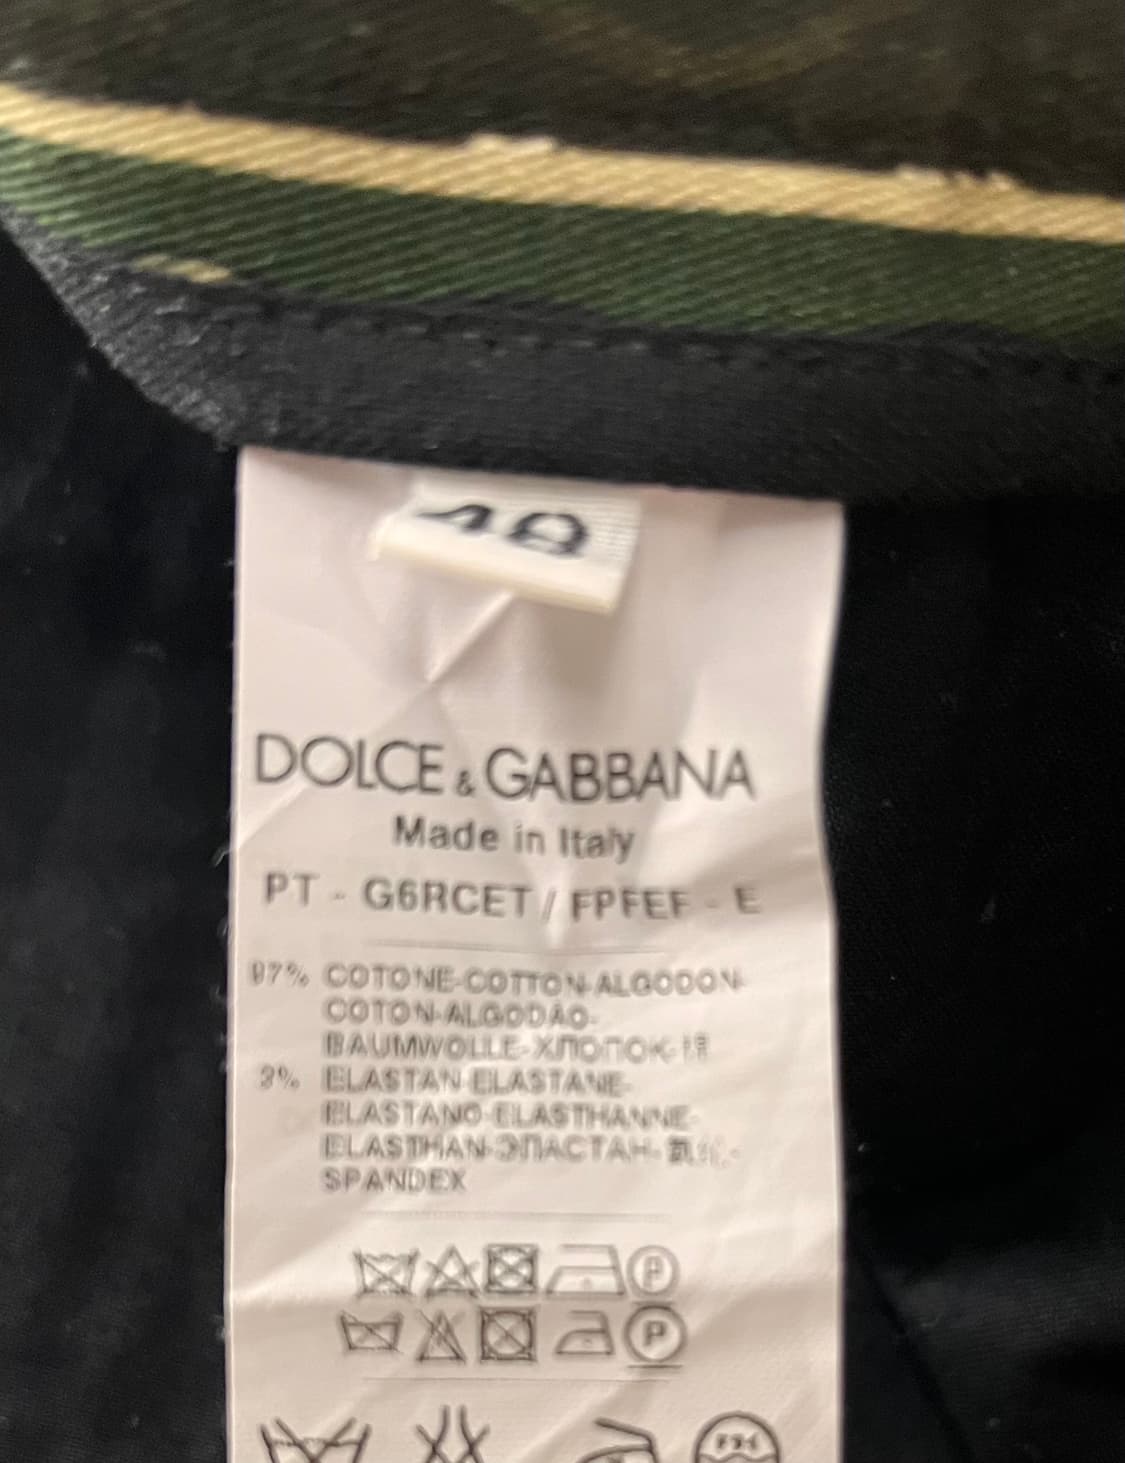 48
DOLCE & GABBANA
Made in Italy
PT - G6RCET / FPFEF - E
97% COTONE-COTTON-ALGODON-
COTON-ALGODÃO-
BAUMWOLLE-ХЛОПОК-棉
3% ELASTAN-ELASTANE-
ELASTANO-ELASTHANNE-
ELASTHAN-ЭЛАСТАН-
SPANDEX
P
P